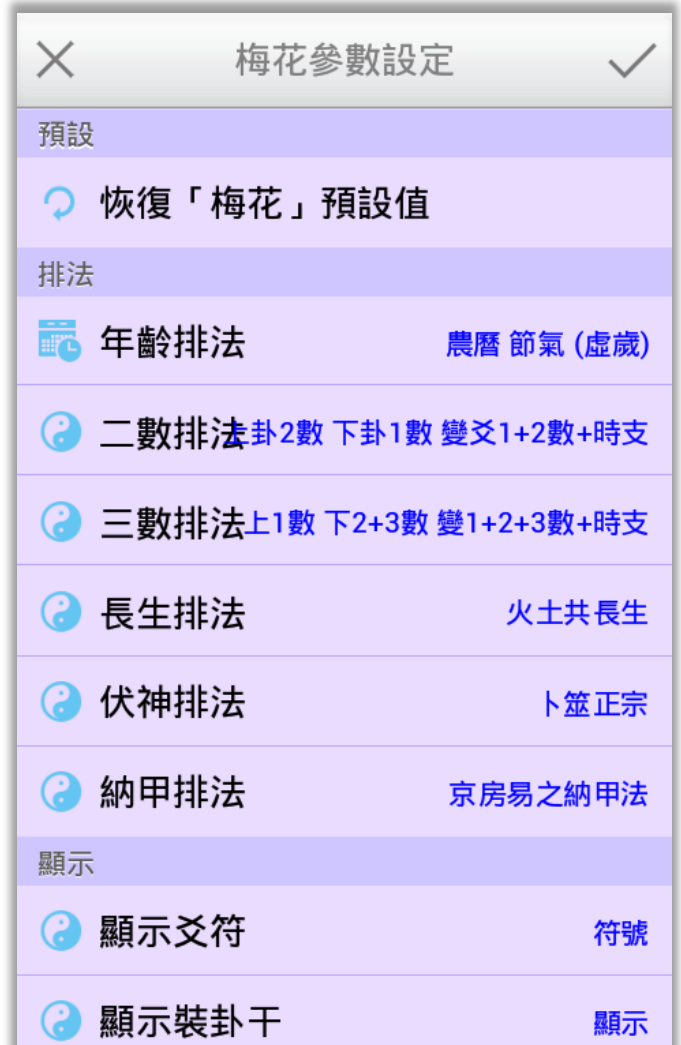 梅花參數設定
預設
恢復「梅花」預設值
排法
年齡排法 農曆 節氣 (虛歲)
二數排法 上卦2數 下卦1數 變爻1+2數+時支
三數排法 上1數 下2+3數 變1+2+3數+時支
長生排法 火土共長生
伏神排法 卜筮正宗
納甲排法 京房易之納甲法
顯示
顯示爻符 符號
顯示裝卦干 顯示